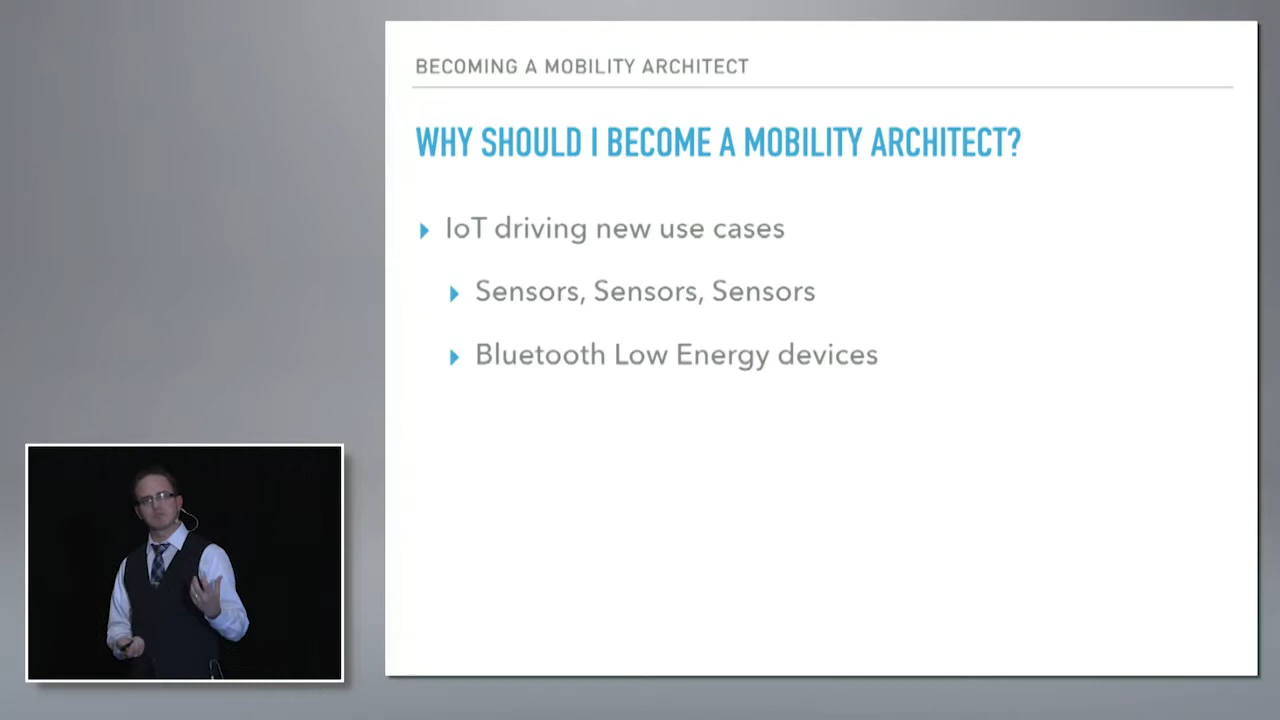 BECOMING A MOBILITY ARCHITECT
WHY SHOULD I BECOME A MOBILITY ARCHITECT?
IoT driving new use cases
Sensors, Sensors, Sensors
Bluetooth Low Energy devices